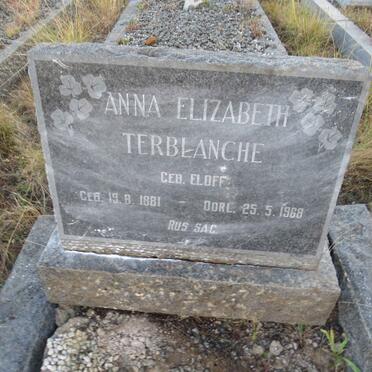 ANNA ELIZABETH
TERBLANCHE
GEB. ELOFF
GEB. 19.8.1881 - OORL. 25.5.1968
RUS SAG